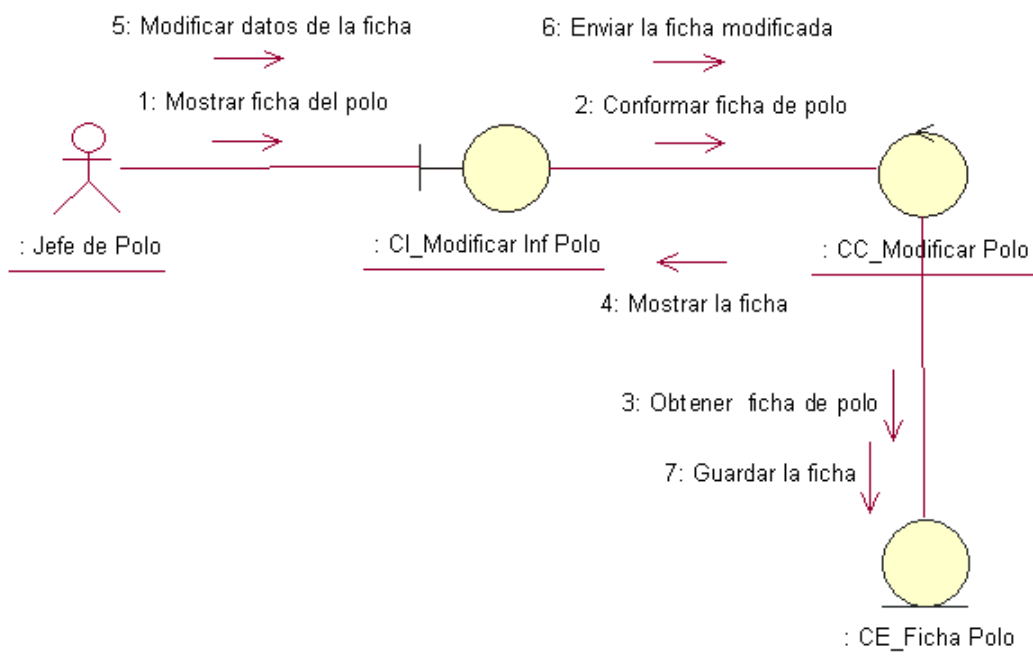 5: Modificar datos de la ficha
6: Enviar la ficha modificada
1: Mostrar ficha del polo
2: Conformar ficha de polo
: Jefe de Polo
: CI_Modificar Inf Polo
: CC_Modificar Polo
4: Mostrar la ficha
3: Obtener ficha de polo
7: Guardar la ficha
: CE_Ficha Polo